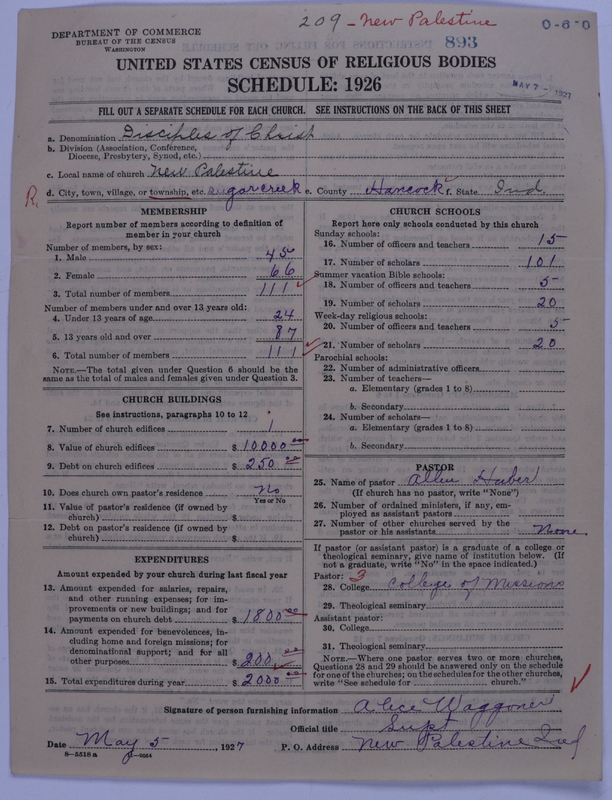 209 - New Palestine
0-6-0
DEPARTMENT OF COMMERCE
BUREAU OF THE CENSUS
WASHINGTON
893
UNITED STATES CENSUS OF RELIGIOUS BODIES
SCHEDULE: 1926
MAY 7 - 1927
FILL OUT A SEPARATE SCHEDULE FOR EACH CHURCH. SEE INSTRUCTIONS ON THE BACK OF THIS SHEET
a. Denomination Disciples of Christ
b. Division (Association, Conference,
Diocese, Presbytery, Synod, etc.)
c. Local name of church New Palestine
R. d. City, town, village, or township, etc. Sugarcreek e. County Hancock f. State Ind.
MEMBERSHIP
Report number of members according to definition of
member in your church
Number of members, by sex:
1. Male 45
2. Female 66
3. Total number of members 111
Number of members under and over 13 years old:
4. Under 13 years of age 24
5. 13 years old and over 87
6. Total number of members 111
NOTE.—The total given under Question 6 should be the
same as the total of males and females given under Question 3.
CHURCH BUILDINGS
See instructions, paragraphs 10 to 12
7. Number of church edifices 1
8. Value of church edifices $ 10000 00
9. Debt on church edifices $ 250 00
10. Does church own pastor's residence No
Yes or No
11. Value of pastor's residence (if owned by
church) $
12. Debt on pastor's residence (if owned by
church) $
EXPENDITURES
Amount expended by your church during last fiscal year
13. Amount expended for salaries, repairs,
and other running expenses; for im-
provements or new buildings; and for
payments on church debt $ 1800 00
14. Amount expended for benevolences, in-
cluding home and foreign missions; for
denominational support; and for all
other purposes $ 200 00
15. Total expenditures during year $ 2000 00
CHURCH SCHOOLS
Report here only schools conducted by this church
Sunday schools:
16. Number of officers and teachers 15
17. Number of scholars 101
Summer vacation Bible schools:
18. Number of officers and teachers 5
19. Number of scholars 20
Week-day religious schools:
20. Number of officers and teachers 5
21. Number of scholars 20
Parochial schools:
22. Number of administrative officers
23. Number of teachers—
a. Elementary (grades 1 to 8)
b. Secondary
24. Number of scholars—
a. Elementary (grades 1 to 8)
b. Secondary
PASTOR
25. Name of pastor Allen Huber
(If church has no pastor, write "None")
26. Number of ordained ministers, if any, em-
ployed as assistant pastors
27. Number of other churches served by the
pastor or his assistants None
If pastor (or assistant pastor) is a graduate of a college or
theological seminary, give name of institution below. (If
not a graduate, write "No" in the space indicated.)
Pastor: 3
28. College College of Missions
29. Theological seminary
Assistant pastor:
30. College
31. Theological seminary
NOTE.—Where one pastor serves two or more churches,
Questions 28 and 29 should be answered only on the schedule
for one of the churches; on the schedules for the other churches,
write "See schedule for church."
Signature of person furnishing information Alice Waggoner
Official title Supt
Date May 5, 1927 P. O. Address New Palestine Ind
8-5518a